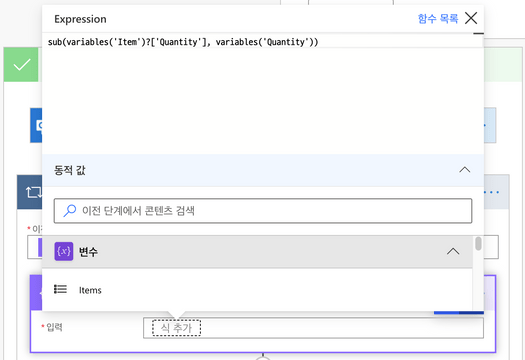 Expression
함수 목록
sub(variables('Item')?['Quantity'], variables('Quantity'))
동적 값
이전 단계에서 콘텐츠 검색
{x} 변수
Items
* 입력
식 추가